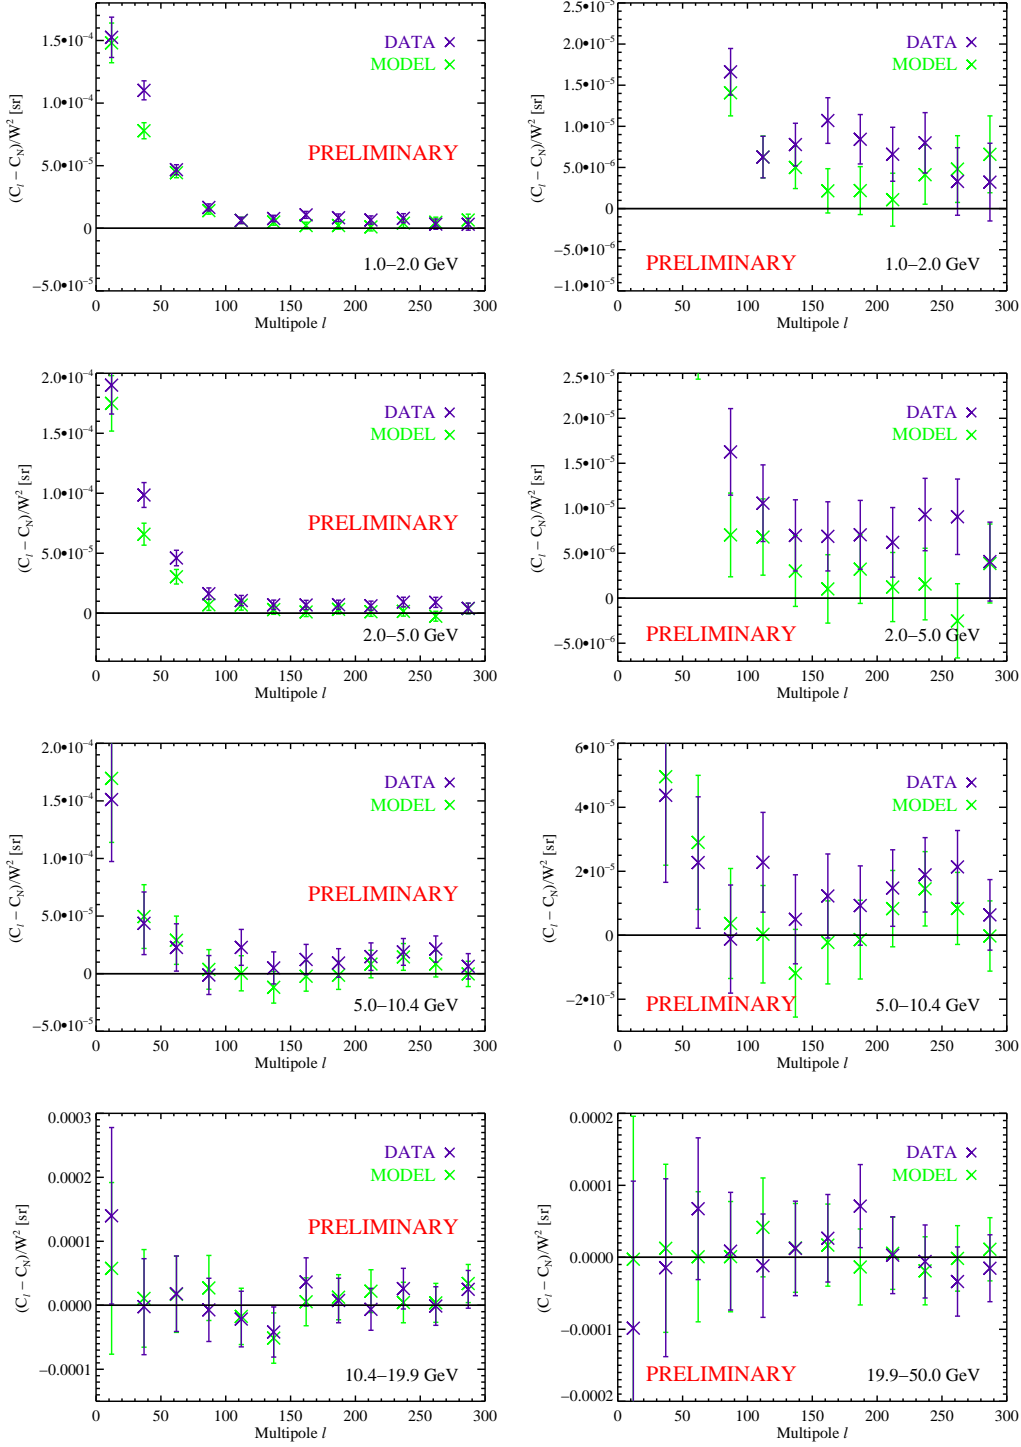 1.5•10⁻⁴
1.0•10⁻⁴
5.0•10⁻⁵
0
−5.0•10⁻⁵
(C_l − C_N)/W² [sr]
DATA
MODEL
PRELIMINARY
1.0−2.0 GeV
0 50 100 150 200 250 300
Multipole l
2.5•10⁻⁵
2.0•10⁻⁵
1.5•10⁻⁵
1.0•10⁻⁵
5.0•10⁻⁶
0
−5.0•10⁻⁶
−1.0•10⁻⁵
(C_l − C_N)/W² [sr]
DATA
MODEL
PRELIMINARY
1.0−2.0 GeV
0 50 100 150 200 250 300
Multipole l
2.0•10⁻⁴
1.5•10⁻⁴
1.0•10⁻⁴
5.0•10⁻⁵
0
(C_l − C_N)/W² [sr]
DATA
MODEL
PRELIMINARY
2.0−5.0 GeV
0 50 100 150 200 250 300
Multipole l
2.5•10⁻⁵
2.0•10⁻⁵
1.5•10⁻⁵
1.0•10⁻⁵
5.0•10⁻⁶
0
−5.0•10⁻⁶
(C_l − C_N)/W² [sr]
DATA
MODEL
PRELIMINARY
2.0−5.0 GeV
0 50 100 150 200 250 300
Multipole l
2.0•10⁻⁴
1.5•10⁻⁴
1.0•10⁻⁴
5.0•10⁻⁵
0
−5.0•10⁻⁵
(C_l − C_N)/W² [sr]
DATA
MODEL
PRELIMINARY
5.0−10.4 GeV
0 50 100 150 200 250 300
Multipole l
6•10⁻⁵
4•10⁻⁵
2•10⁻⁵
0
−2•10⁻⁵
(C_l − C_N)/W² [sr]
DATA
MODEL
PRELIMINARY
5.0−10.4 GeV
0 50 100 150 200 250 300
Multipole l
0.0003
0.0002
0.0001
0.0000
−0.0001
(C_l − C_N)/W² [sr]
DATA
MODEL
PRELIMINARY
10.4−19.9 GeV
0 50 100 150 200 250 300
Multipole l
0.0002
0.0001
0.0000
−0.0001
−0.0002
(C_l − C_N)/W² [sr]
DATA
MODEL
PRELIMINARY
19.9−50.0 GeV
0 50 100 150 200 250 300
Multipole l